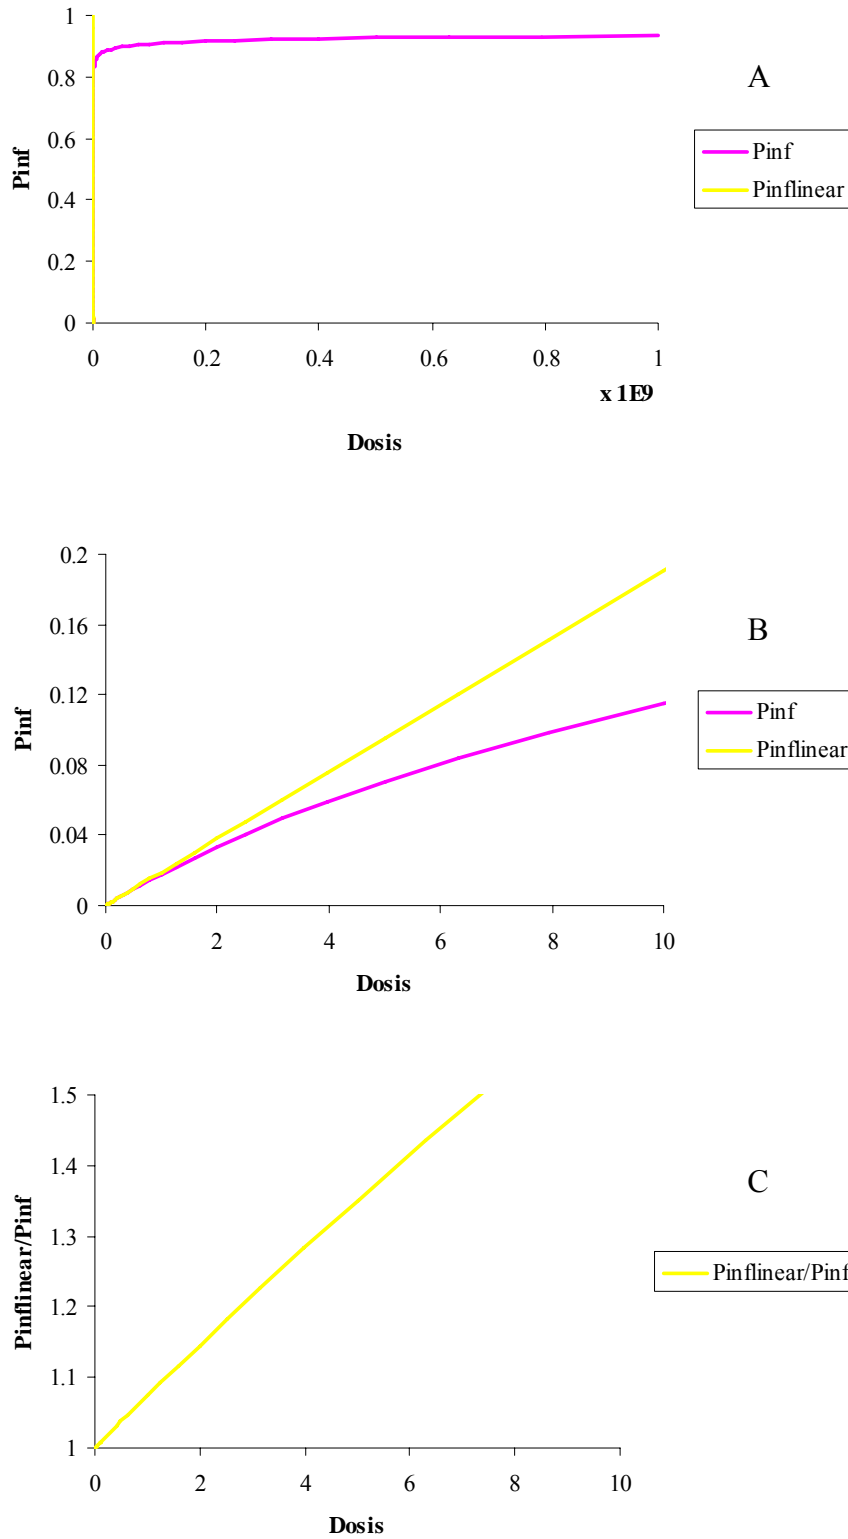 1
0.8
0.6
0.4
0.2
0
Pinf
0 0.2 0.4 0.6 0.8 1
x 1E9
Dosis
A
Pinf
Pinflinear
0.2
0.16
0.12
0.08
0.04
0
Pinf
0 2 4 6 8 10
Dosis
B
Pinf
Pinflinear
1.5
1.4
1.3
1.2
1.1
1
Pinflinear/Pinf
0 2 4 6 8 10
Dosis
C
Pinflinear/Pinf